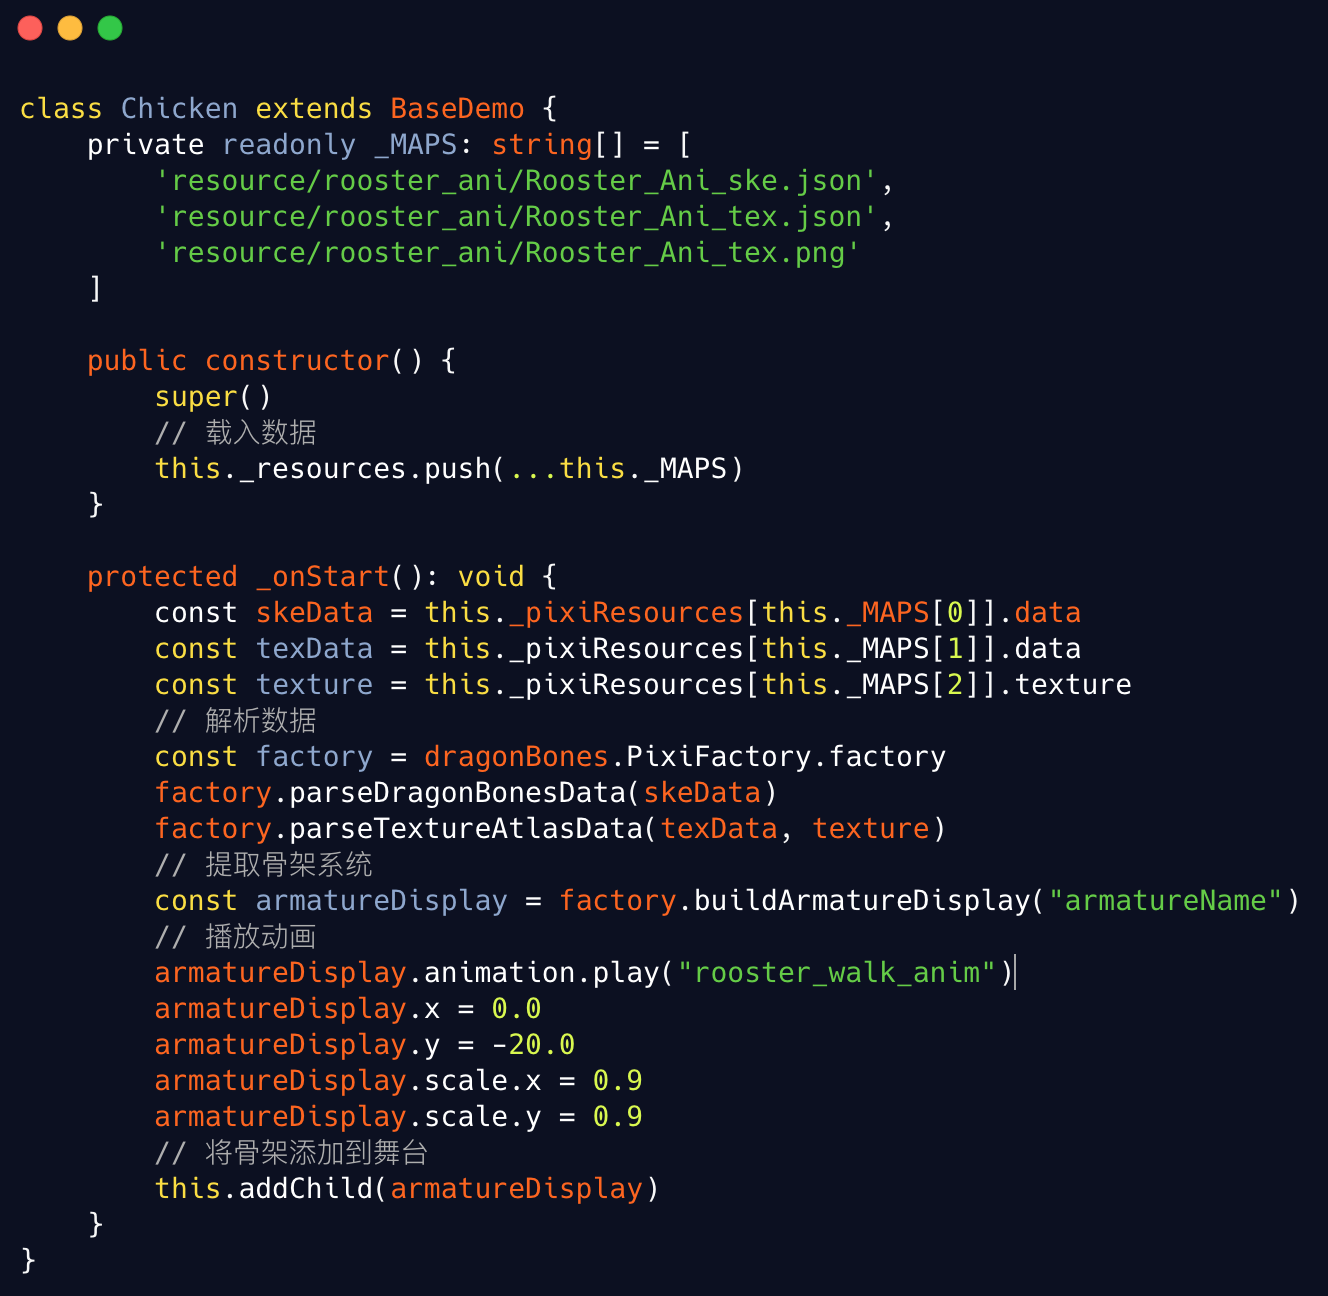 class Chicken extends BaseDemo {
    private readonly _MAPS: string[] = [
        'resource/rooster_ani/Rooster_Ani_ske.json',
        'resource/rooster_ani/Rooster_Ani_tex.json',
        'resource/rooster_ani/Rooster_Ani_tex.png'
    ]

    public constructor() {
        super()
        // 载入数据
        this._resources.push(...this._MAPS)
    }

    protected _onStart(): void {
        const skeData = this._pixiResources[this._MAPS[0]].data
        const texData = this._pixiResources[this._MAPS[1]].data
        const texture = this._pixiResources[this._MAPS[2]].texture
        // 解析数据
        const factory = dragonBones.PixiFactory.factory
        factory.parseDragonBonesData(skeData)
        factory.parseTextureAtlasData(texData, texture)
        // 提取骨架系统
        const armatureDisplay = factory.buildArmatureDisplay("armatureName")
        // 播放动画
        armatureDisplay.animation.play("rooster_walk_anim")
        armatureDisplay.x = 0.0
        armatureDisplay.y = -20.0
        armatureDisplay.scale.x = 0.9
        armatureDisplay.scale.y = 0.9
        // 将骨架添加到舞台
        this.addChild(armatureDisplay)
    }
}